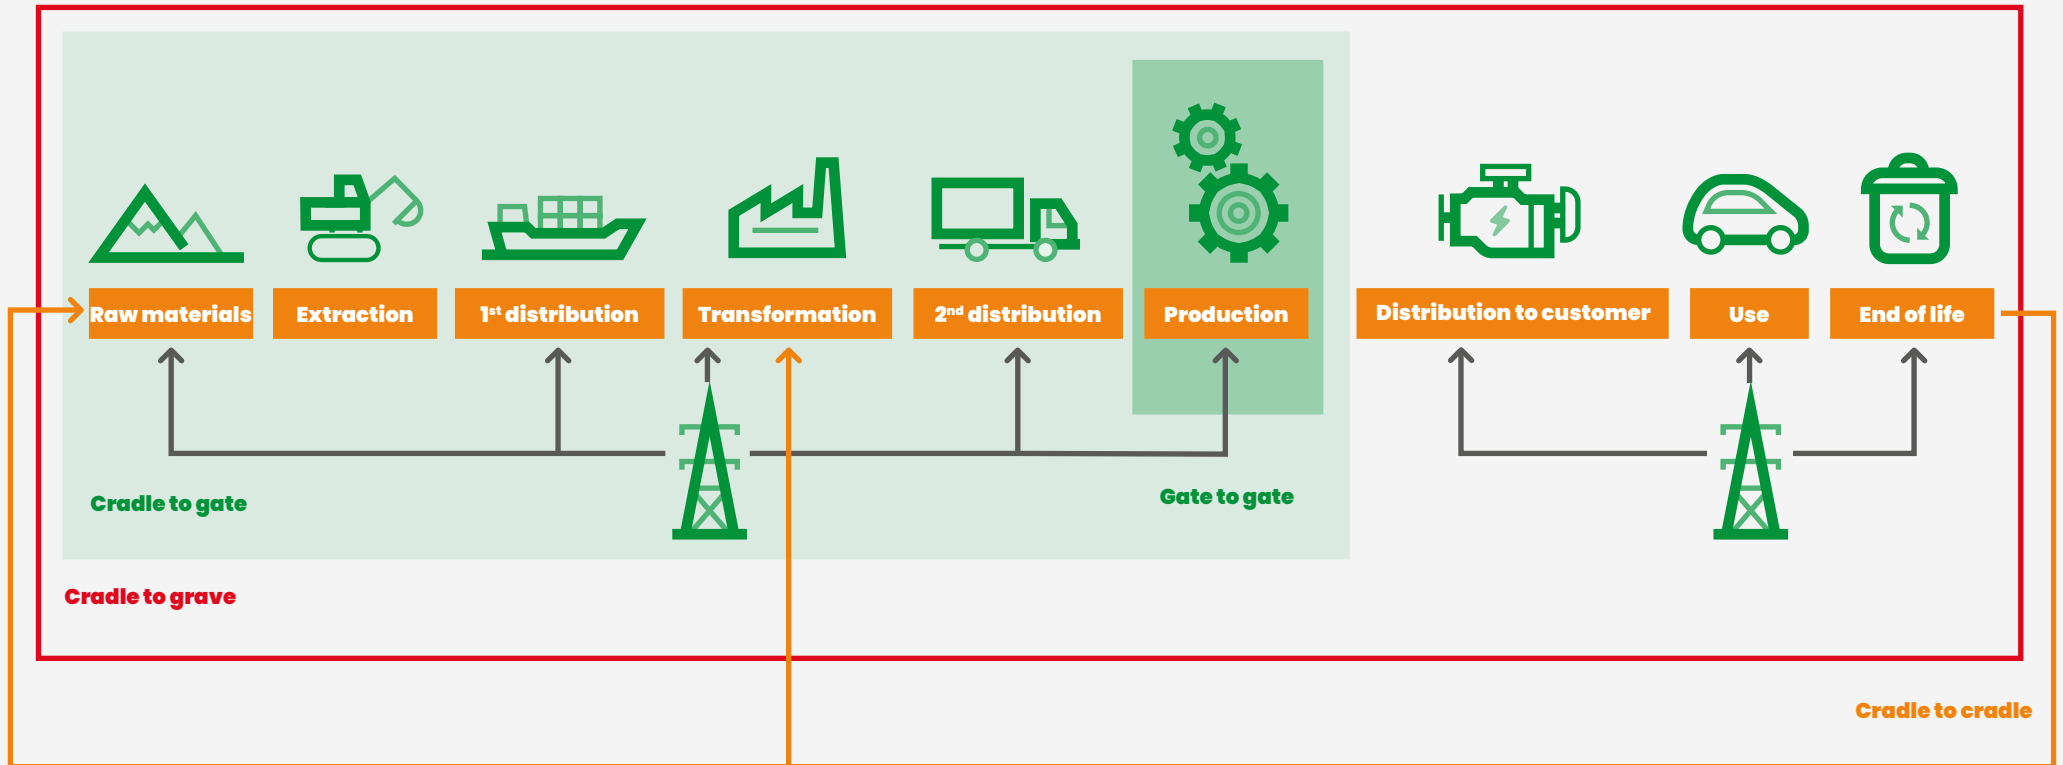 Raw materials
Extraction
1st distribution
Transformation
2nd distribution
Production
Distribution to customer
Use
End of life
Cradle to gate
Gate to gate
Cradle to grave
Cradle to cradle